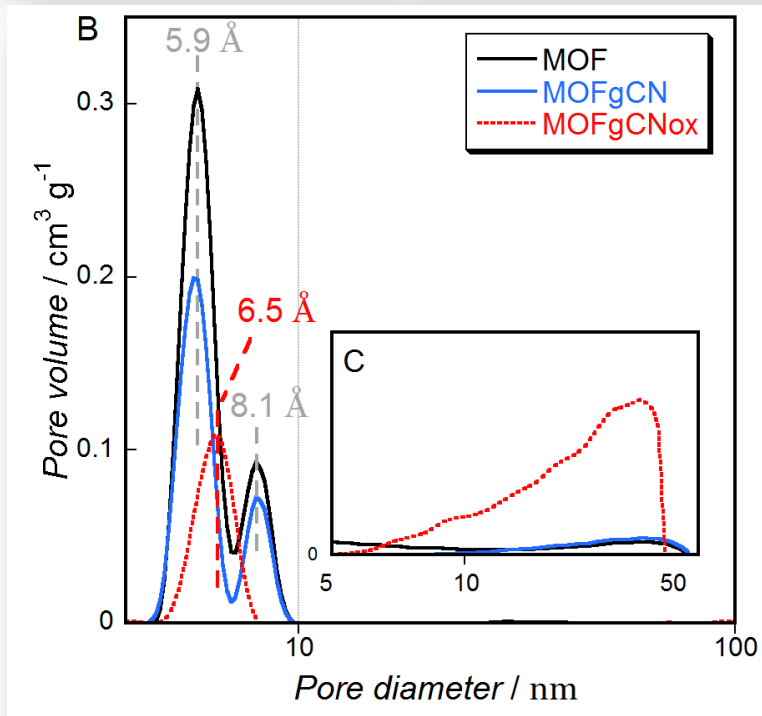 B
5.9 Å
MOF
MOFgCN
MOFgCNox
0.3
0.2
0.1
0
Pore volume / cm³ g⁻¹
6.5 Å
8.1 Å
C
0
5
10
50
10
100
Pore diameter / nm